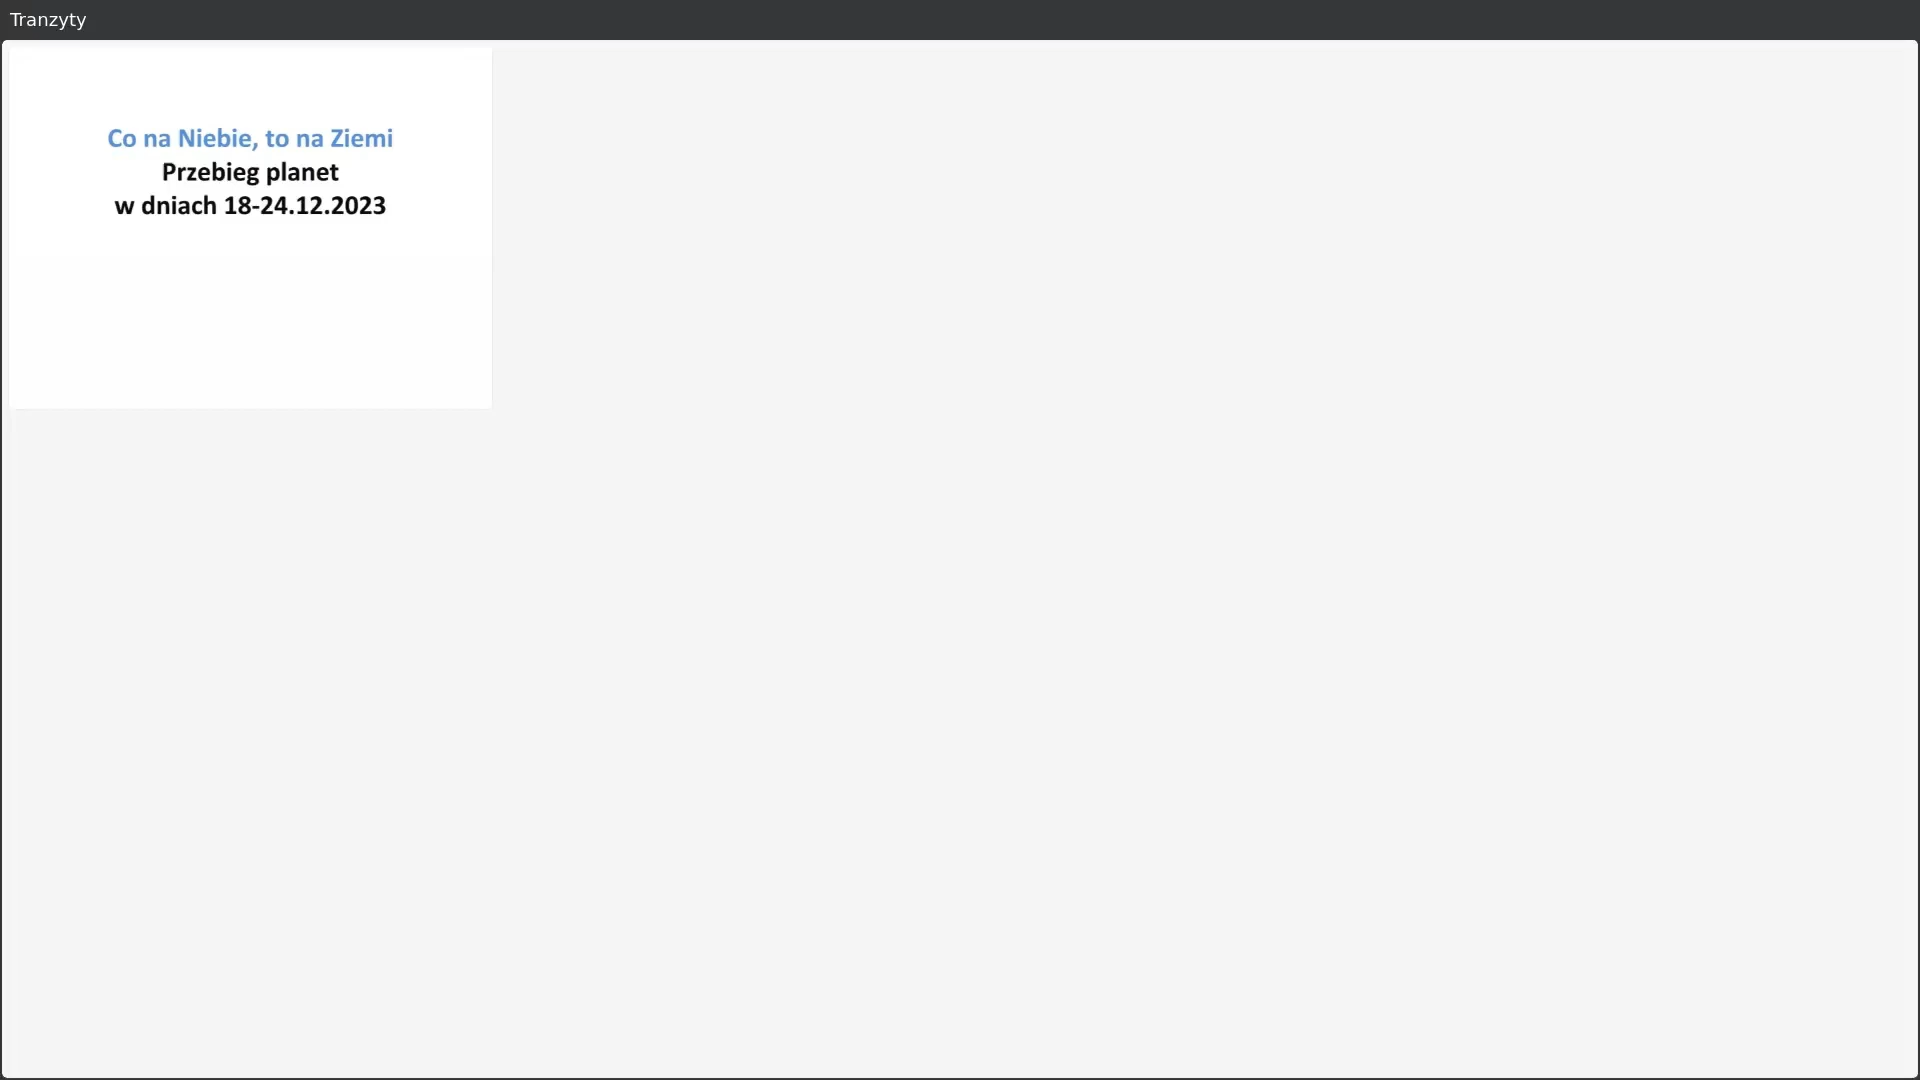 Tranzyty
Co na Niebie, to na Ziemi
Przebieg planet
w dniach 18-24.12.2023